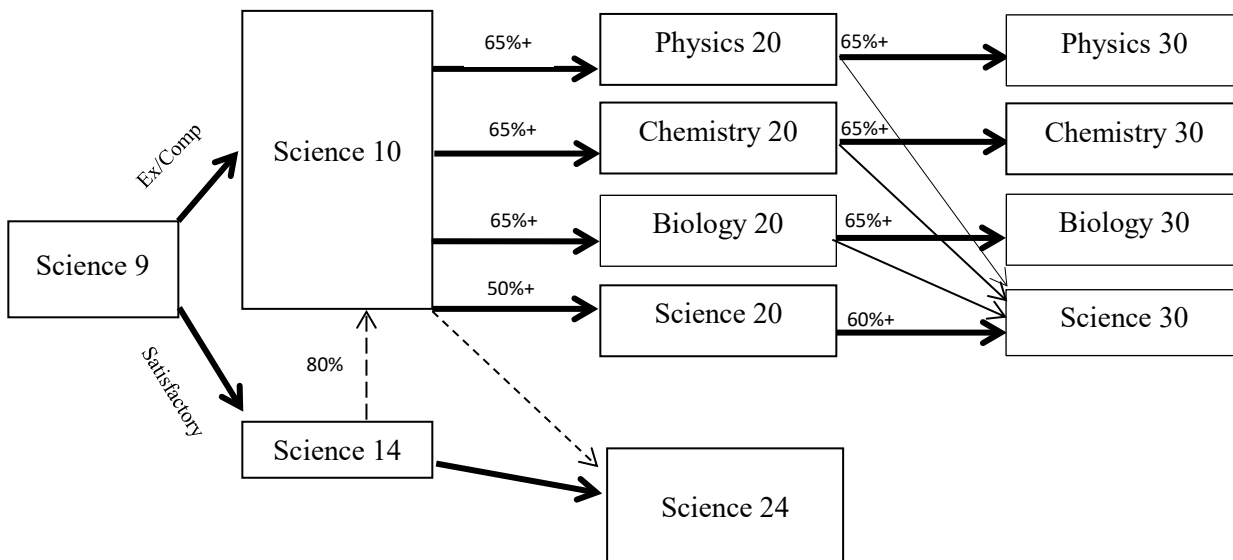 65%+
Physics 20
65%+
Physics 30
65%+
Chemistry 20
65%+
Chemistry 30
Science 10
Ex/Comp
65%+
Biology 20
65%+
Biology 30
Science 9
50%+
Science 20
60%+
Science 30
Satisfactory
80%
Science 14
Science 24